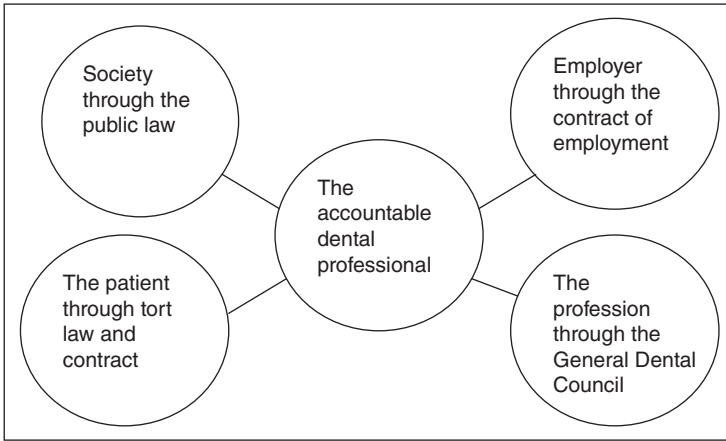 Society
through the
public law
Employer
through the
contract of
employment
The
accountable
dental
professional
The patient
through tort
law and
contract
The
profession
through the
General Dental
Council